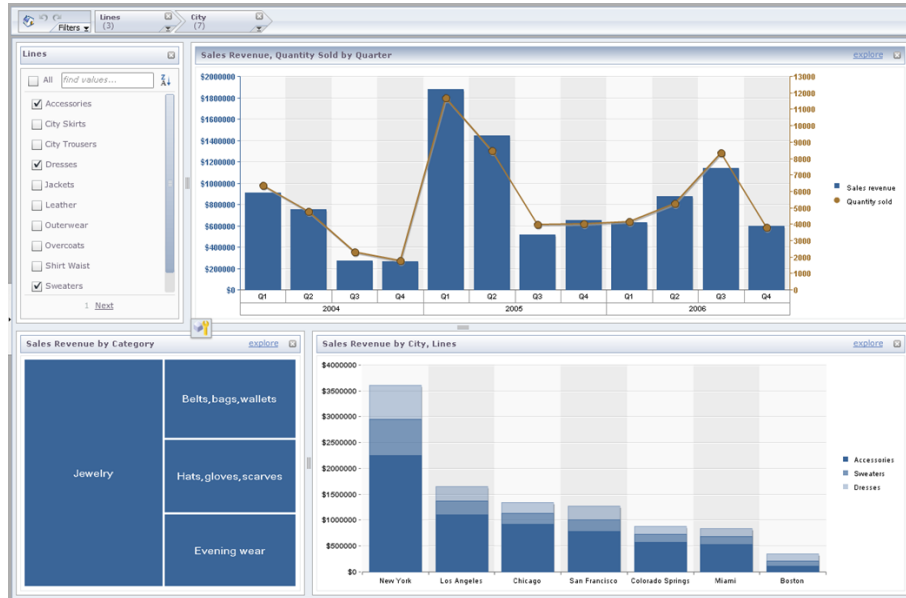 Filters
Lines
(3)
City
(7)
Lines
All find values...
Accessories
City Skirts
City Trousers
Dresses
Jackets
Leather
Outerwear
Overcoats
Shirt Waist
Sweaters
1 Next
Sales Revenue, Quantity Sold by Quarter
explore
$2000000
$1800000
$1600000
$1400000
$1200000
$1000000
$800000
$600000
$400000
$200000
$0
13000
12000
11000
10000
9000
8000
7000
6000
5000
4000
3000
2000
1000
0
Q1 Q2 Q3 Q4 Q1 Q2 Q3 Q4 Q1 Q2 Q3 Q4
2004 2005 2006
Sales revenue
Quantity sold
Sales Revenue by Category
explore
Jewelry
Belts,bags,wallets
Hats,gloves,scarves
Evening wear
Sales Revenue by City, Lines
explore
$4000000
$3500000
$3000000
$2500000
$2000000
$1500000
$1000000
$500000
$0
New York Los Angeles Chicago San Francisco Colorado Springs Miami Boston
Accessories
Sweaters
Dresses